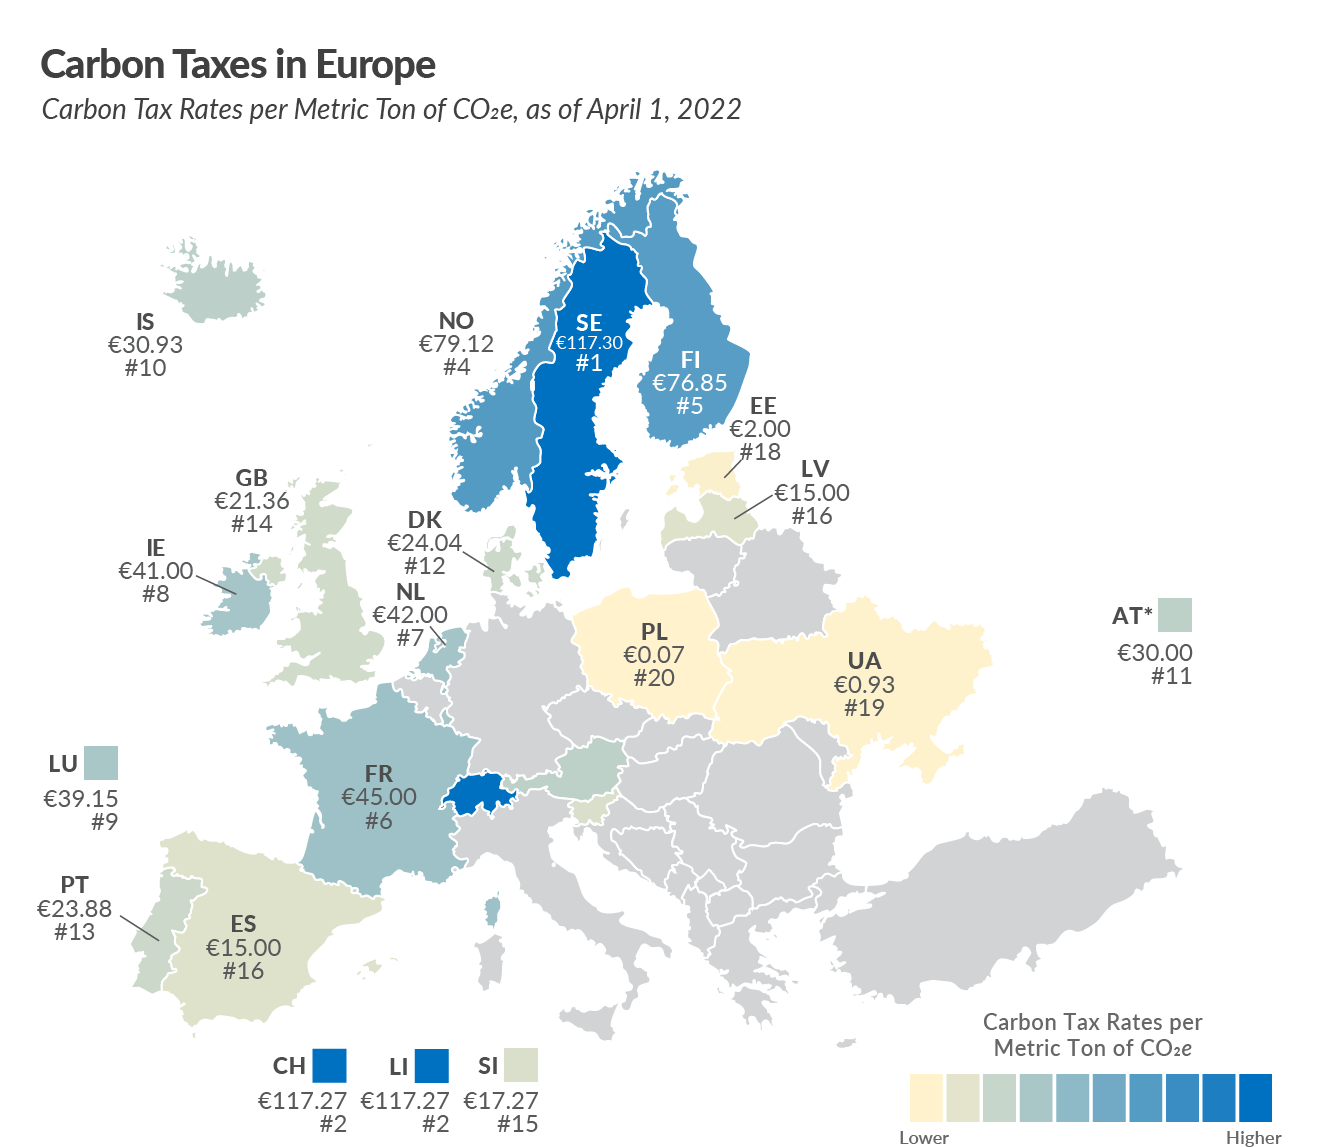 Carbon Taxes in Europe
Carbon Tax Rates per Metric Ton of CO₂e, as of April 1, 2022
IS
€30.93
#10
NO
€79.12
#4
SE
€117.30
#1
FI
€76.85
#5
EE
€2.00
#18
LV
€15.00
#16
GB
€21.36
#14
DK
€24.04
#12
IE
€41.00
#8
NL
€42.00
#7
PL
€0.07
#20
UA
€0.93
#19
AT*
€30.00
#11
LU
€39.15
#9
FR
€45.00
#6
PT
€23.88
#13
ES
€15.00
#16
CH
€117.27
#2
LI
€117.27
#2
SI
€17.27
#15
Carbon Tax Rates per
Metric Ton of CO₂e
Lower
Higher